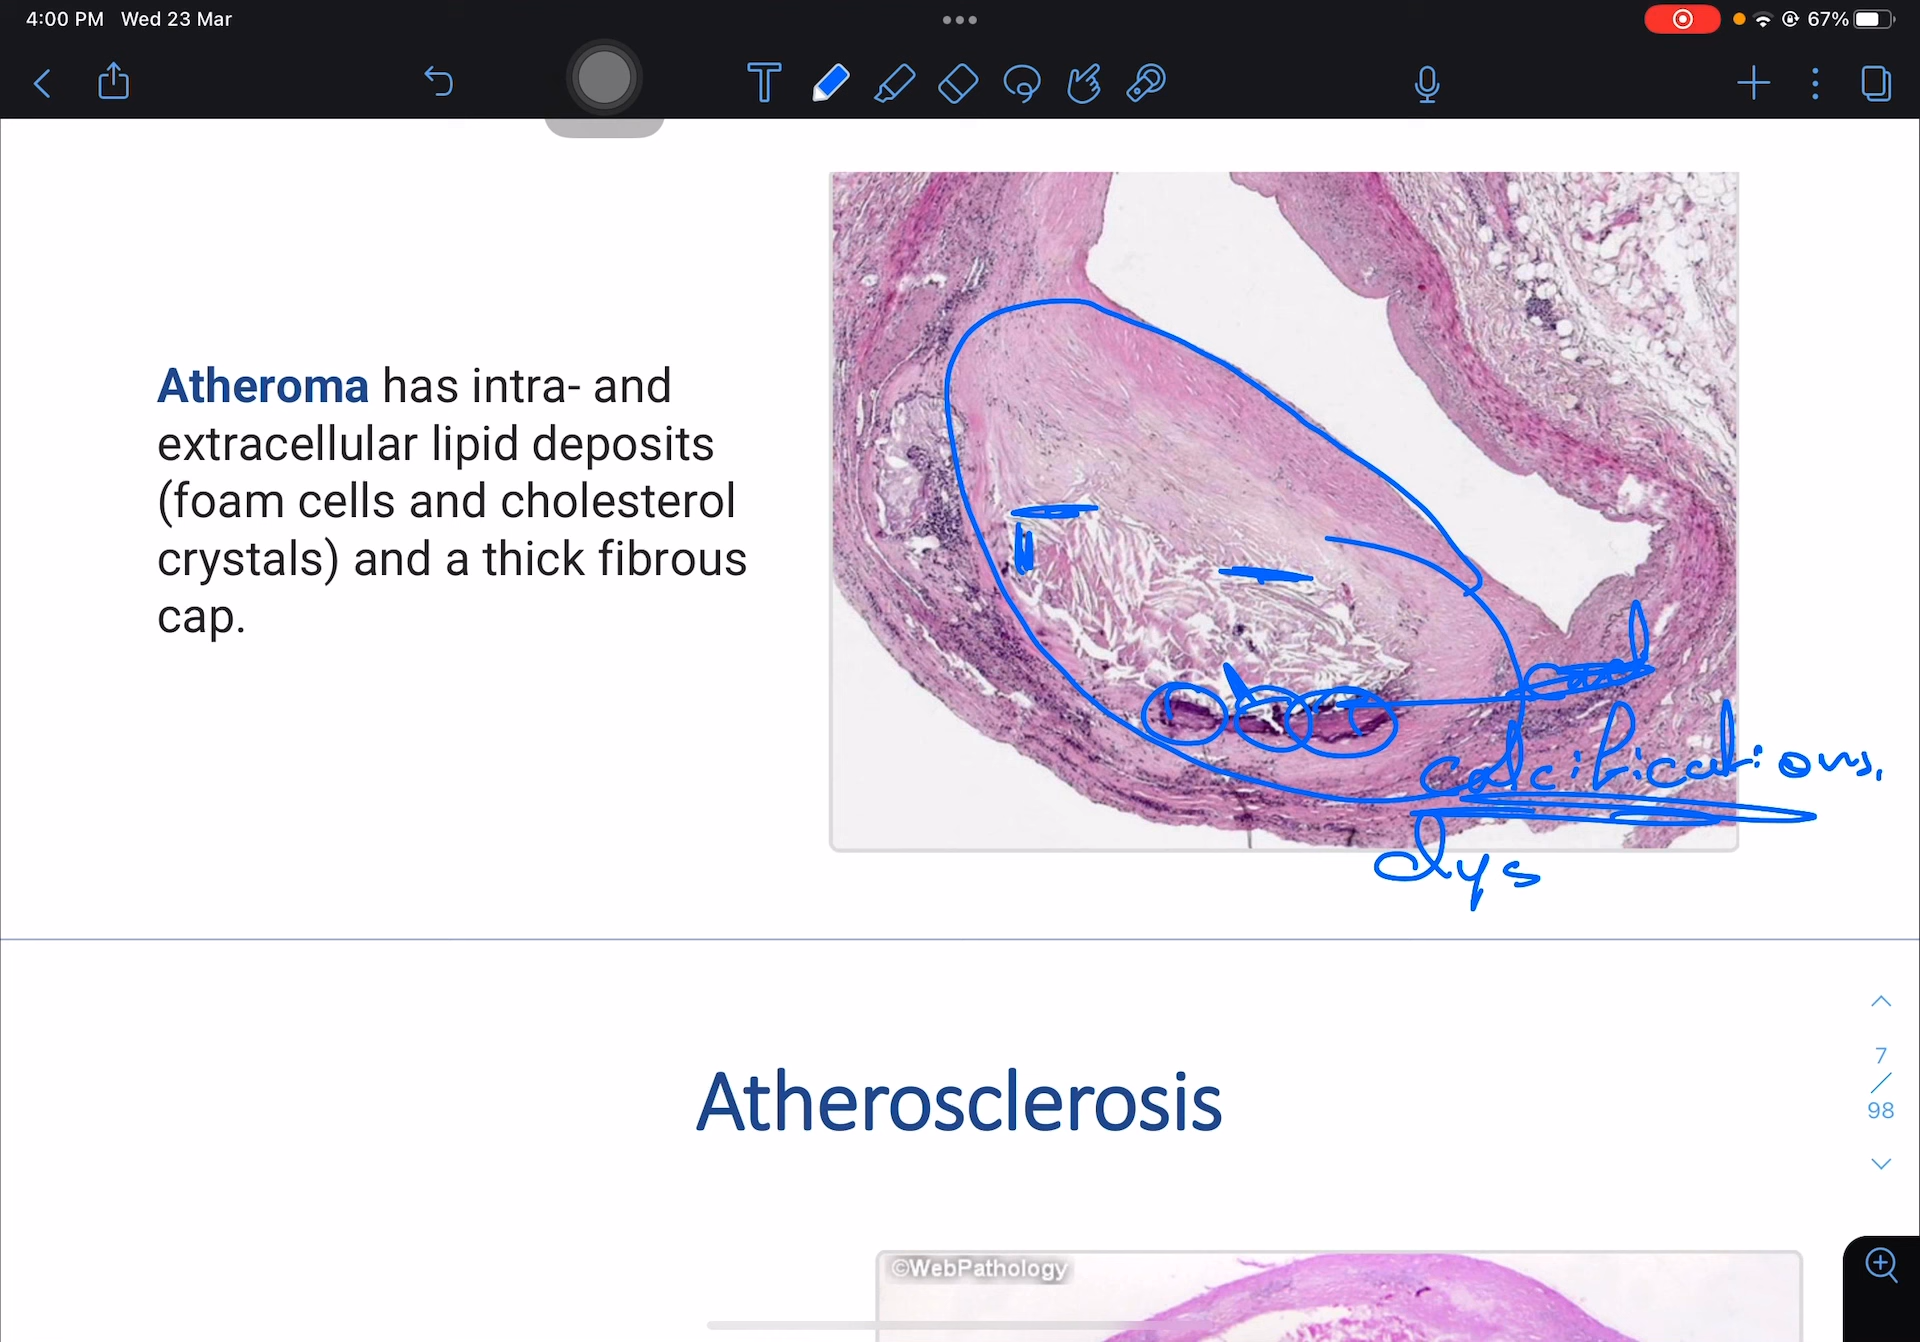 4:00 PM Wed 23 Mar
67%
Atheroma has intra- and
extracellular lipid deposits
(foam cells and cholesterol
crystals) and a thick fibrous
cap.
calcifications.
dys
7
/
98
Atherosclerosis
©WebPathology